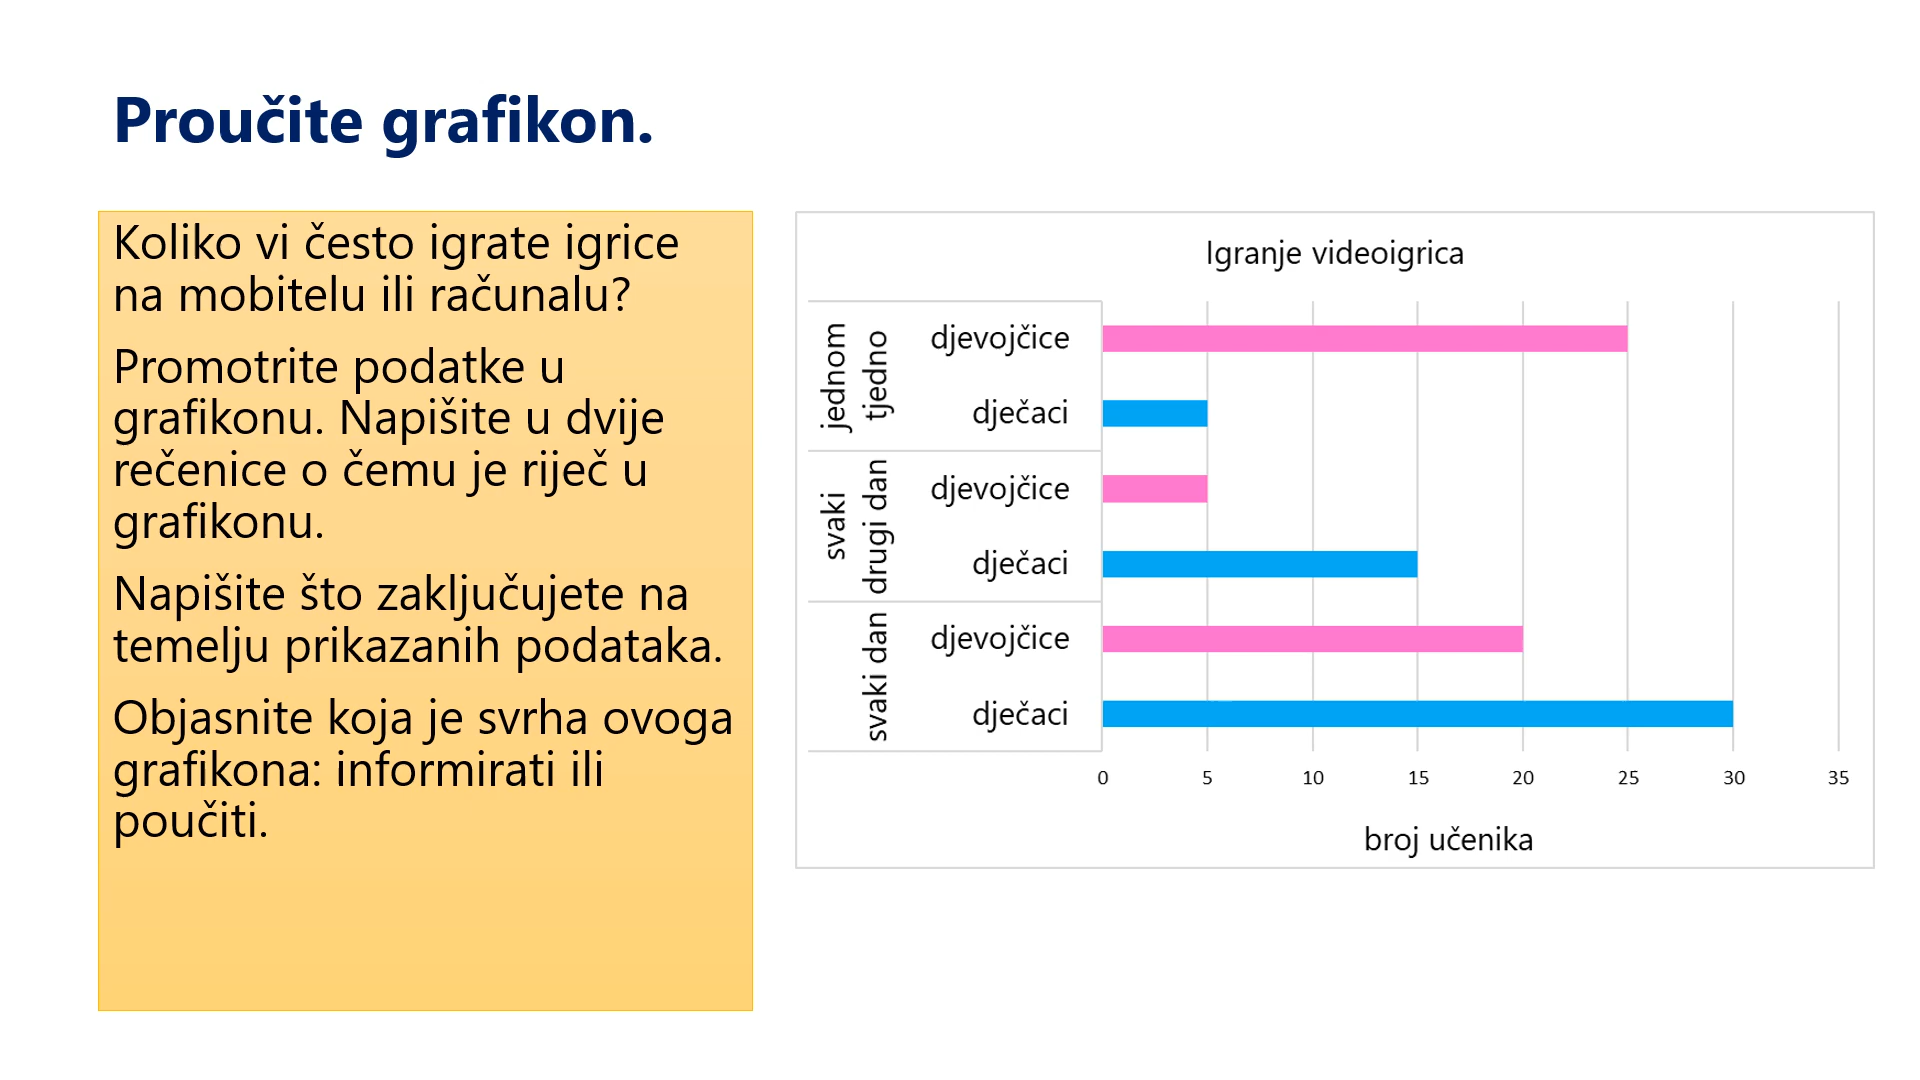 Proučite grafikon.
Koliko vi često igrate igrice
na mobitelu ili računalu?
Promotrite podatke u
grafikonu. Napišite u dvije
rečenice o čemu je riječ u
grafikonu.
Napišite što zaključujete na
temelju prikazanih podataka.
Objasnite koja je svrha ovoga
grafikona: informirati ili
poučiti.
Igranje videoigrica
jednom
tjedno
djevojčice
dječaci
svaki
drugi dan
djevojčice
dječaci
svaki dan
djevojčice
dječaci
0 5 10 15 20 25 30 35
broj učenika